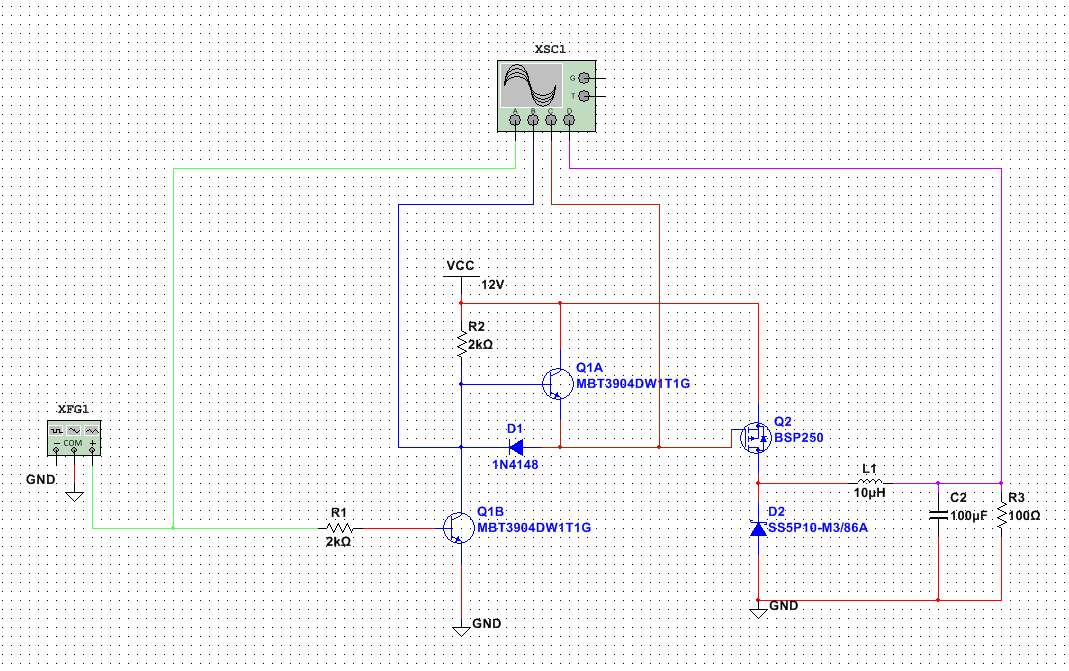 XSC1
G
T
A B C D
VCC
12V
R2
2kΩ
Q1A
MBT3904DW1T1G
XFG1
COM
GND
D1
1N4148
Q2
BSP250
L1
10µH
C2
100µF
R3
100Ω
R1
2kΩ
Q1B
MBT3904DW1T1G
D2
SS5P10-M3/86A
GND
GND